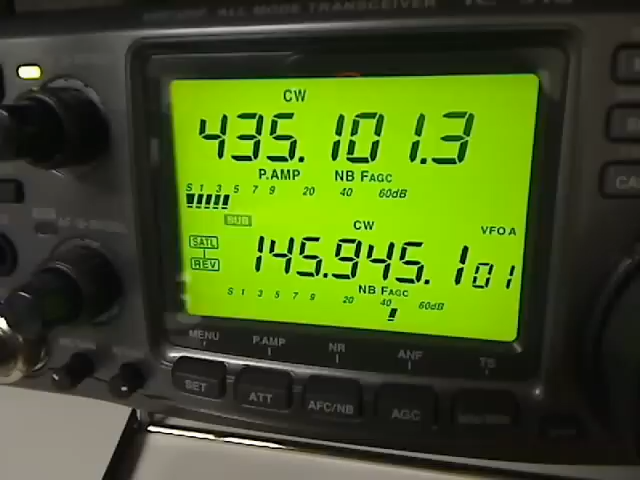 ALL MODE TRANSCEIVER
CW
435.101.3
P.AMP NB FAGC
S 1 3 5 7 9 20 40 60dB
SUB
CW
VFO A
SATL
REV
145.945.101
NB FAGC
S 1 3 5 7 9 20 40 60dB
MENU P.AMP NR ANF TS
SET ATT AFC/NB AGC